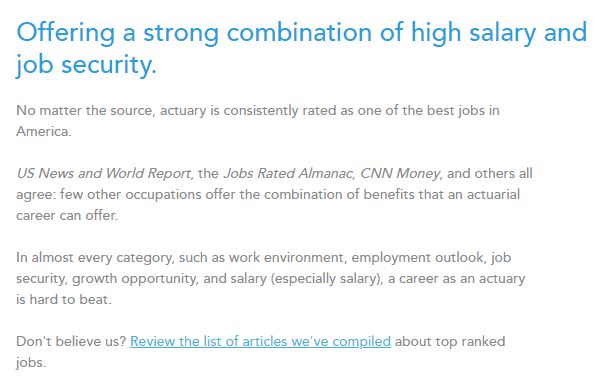 Offering a strong combination of high salary and
job security.
No matter the source, actuary is consistently rated as one of the best jobs in
America.
US News and World Report, the Jobs Rated Almanac, CNN Money, and others all
agree: few other occupations offer the combination of benefits that an actuarial
career can offer.
In almost every category, such as work environment, employment outlook, job
security, growth opportunity, and salary (especially salary), a career as an actuary
is hard to beat.
Don't believe us? Review the list of articles we've compiled about top ranked
jobs.